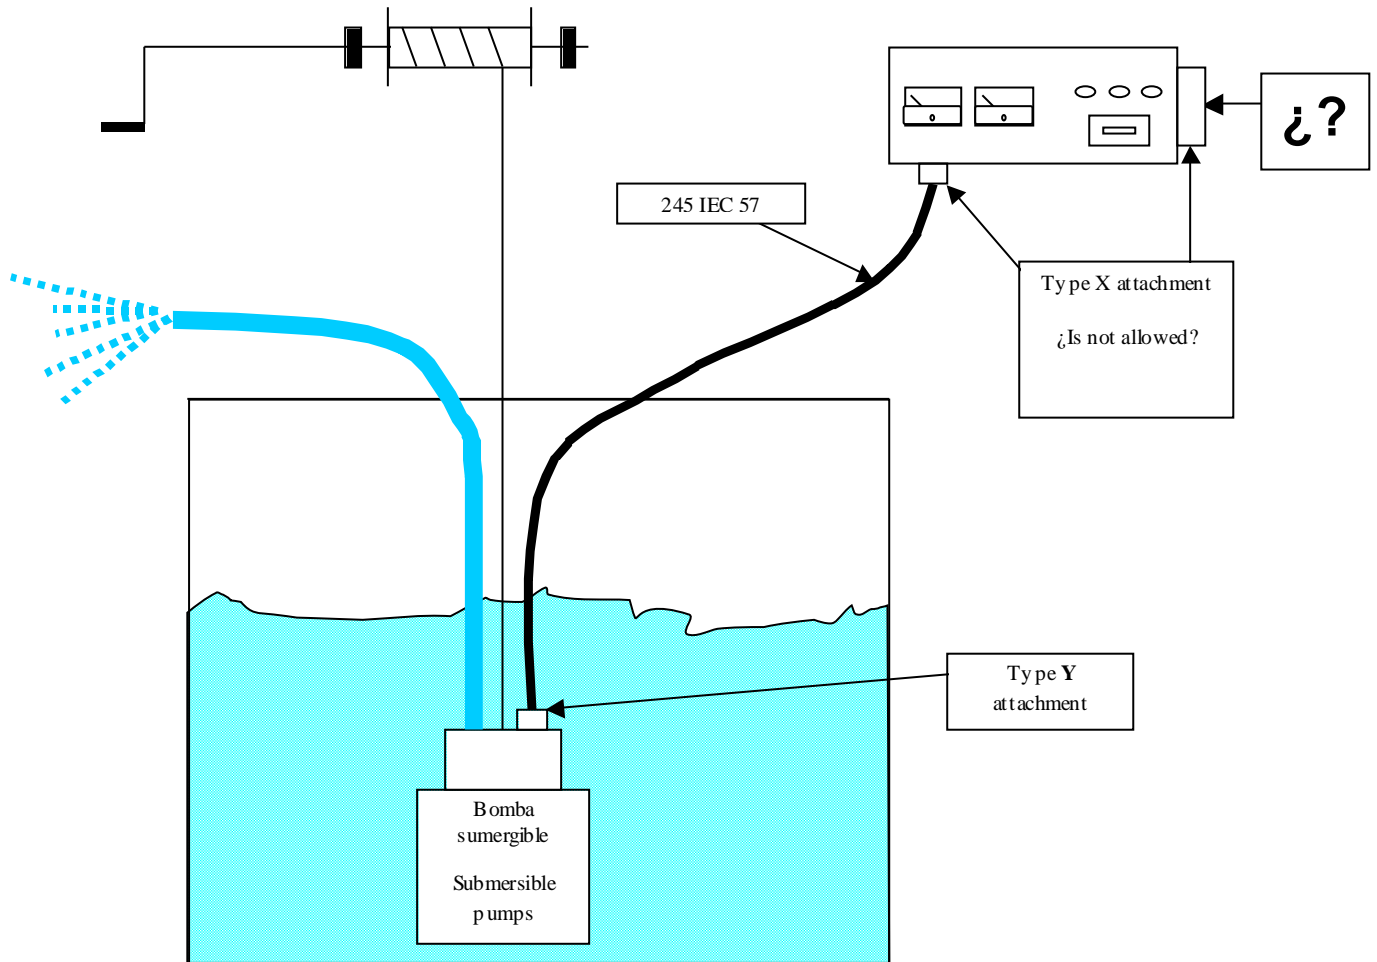 ¿?
245 IEC 57
Type X attachment
¿Is not allowed?
Type Y
attachment
Bomba
sumergible
Submersible
pumps